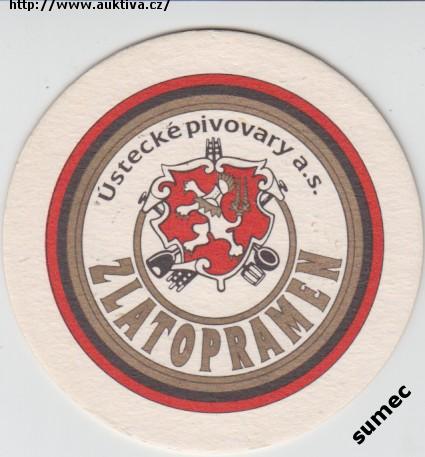 http://www.auktiva.cz/
Ústecké pivovary a.s.
ZLATOPRAMEN
sumec